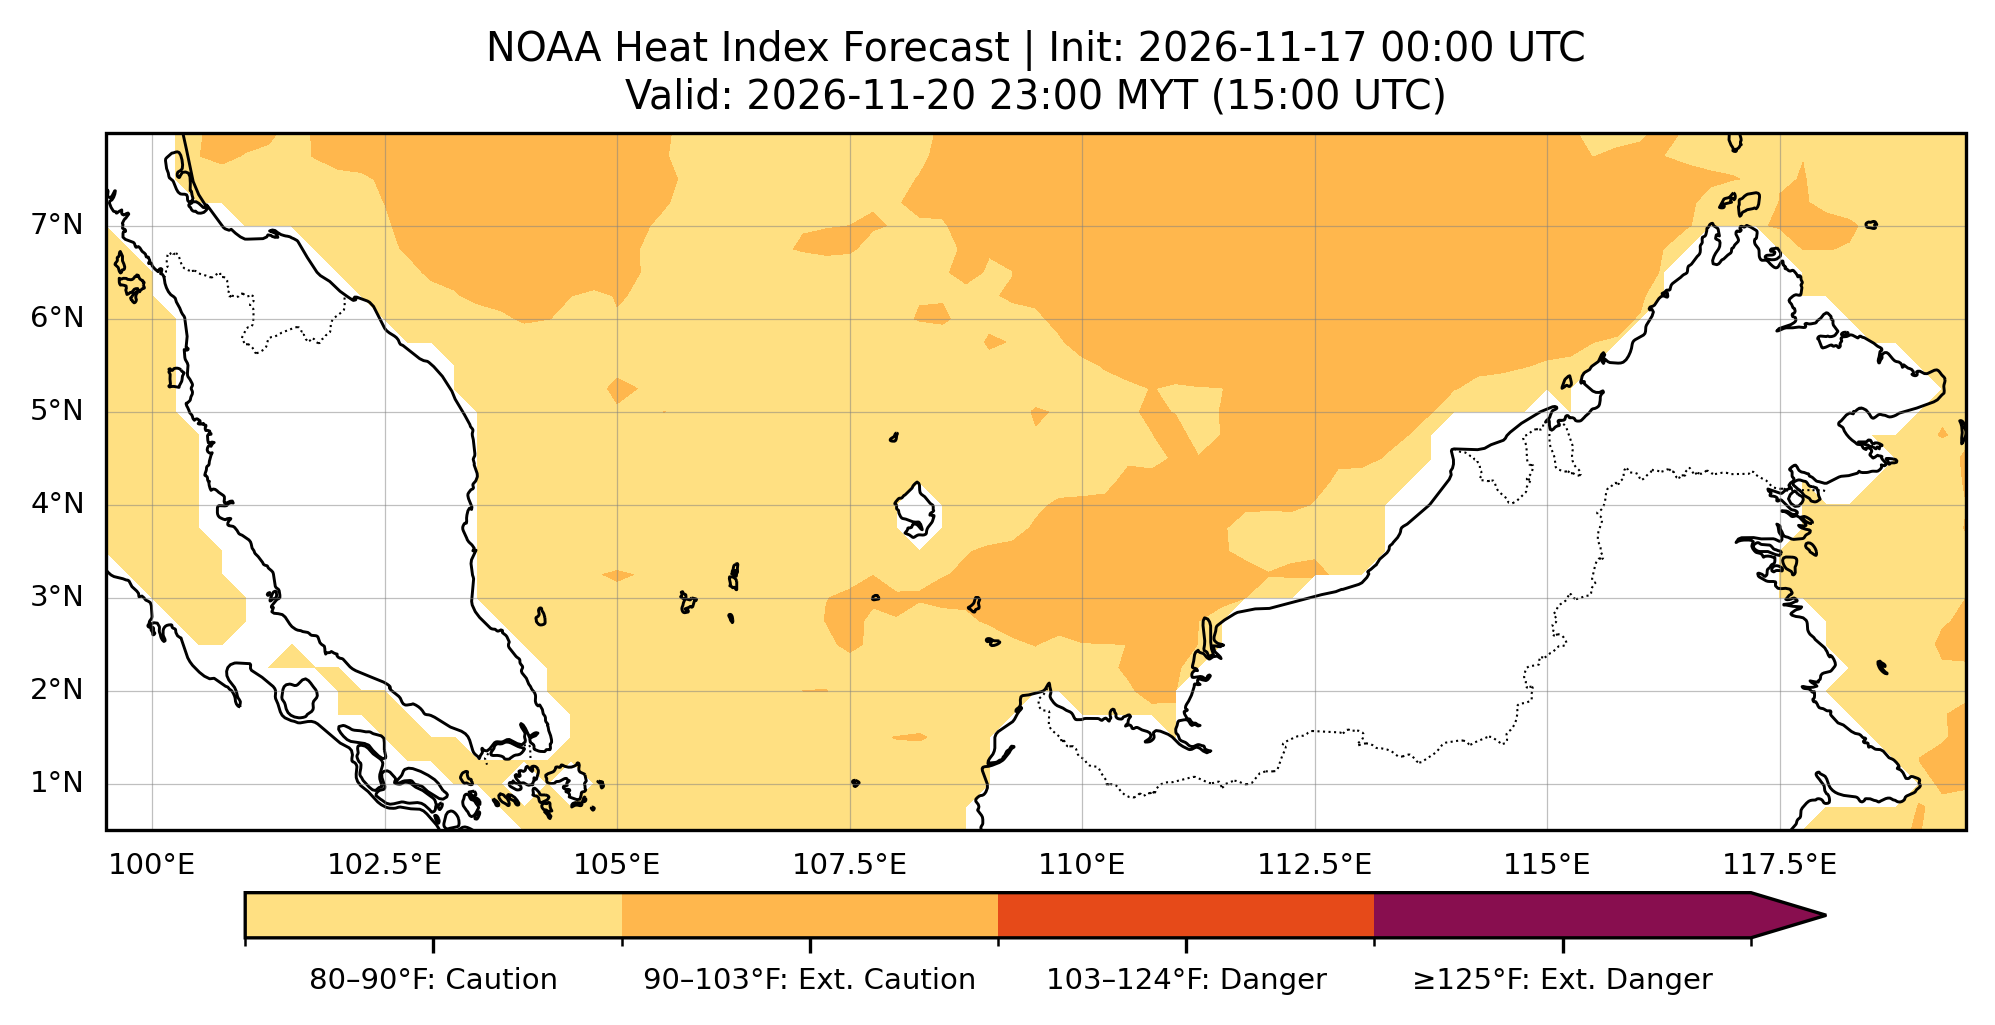 NOAA Heat Index Forecast | Init: 2026-11-17 00:00 UTC
Valid: 2026-11-20 23:00 MYT (15:00 UTC)
7°N
6°N
5°N
4°N
3°N
2°N
1°N
100°E 102.5°E 105°E 107.5°E 110°E 112.5°E 115°E 117.5°E
80–90°F: Caution 90–103°F: Ext. Caution 103–124°F: Danger ≥125°F: Ext. Danger